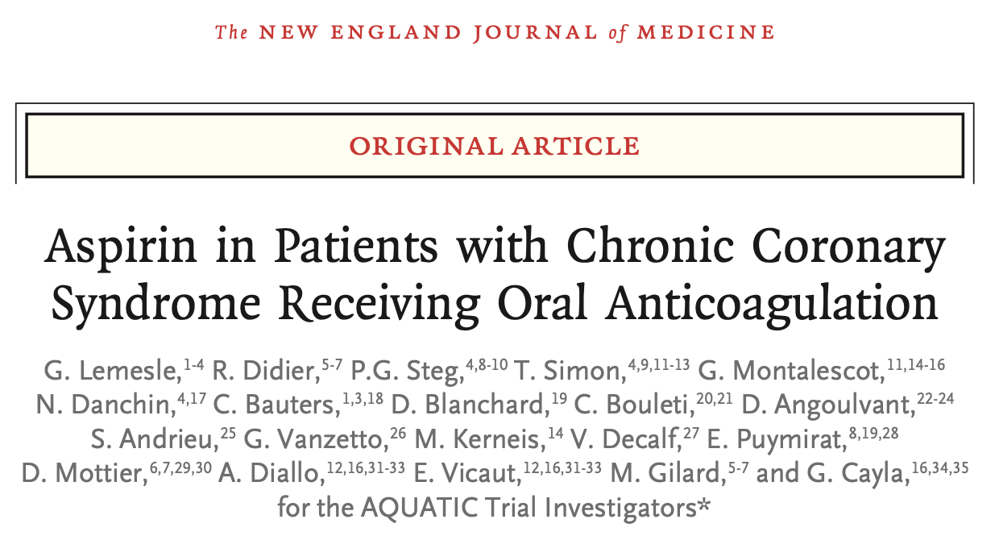 The NEW ENGLAND JOURNAL of MEDICINE
ORIGINAL ARTICLE
Aspirin in Patients with Chronic Coronary
Syndrome Receiving Oral Anticoagulation
G. Lemesle,1-4 R. Didier,5-7 P.G. Steg,4,8-10 T. Simon,4,9,11-13 G. Montalescot,11,14-16
N. Danchin,4,17 C. Bauters,1,3,18 D. Blanchard,19 C. Bouleti,20,21 D. Angoulvant,22-24
S. Andrieu,25 G. Vanzetto,26 M. Kerneis,14 V. Decalf,27 E. Puymirat,8,19,28
D. Mottier,6,7,29,30 A. Diallo,12,16,31-33 E. Vicaut,12,16,31-33 M. Gilard,5-7 and G. Cayla,16,34,35
for the AQUATIC Trial Investigators*